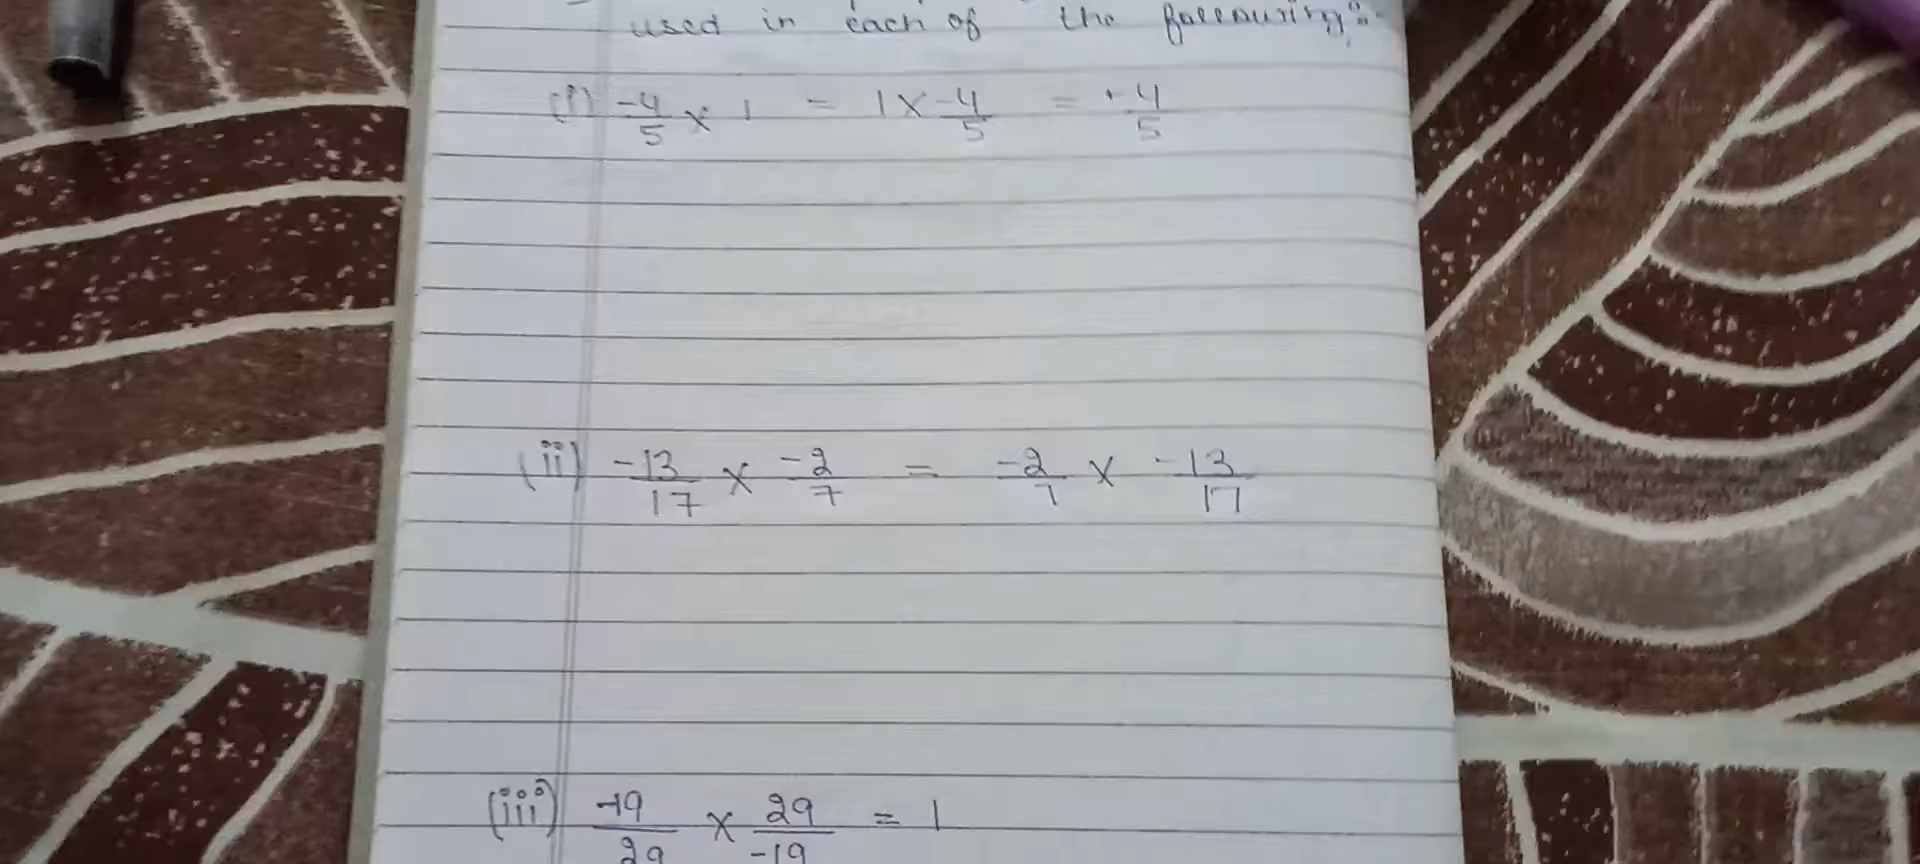 used in each of the following:-
(i) -4/5 × 1 = 1 × -4/5 = -4/5
(ii) -13/17 × -2/7 = -2/7 × -13/17
(iii) -19/29 × 29/-19 = 1